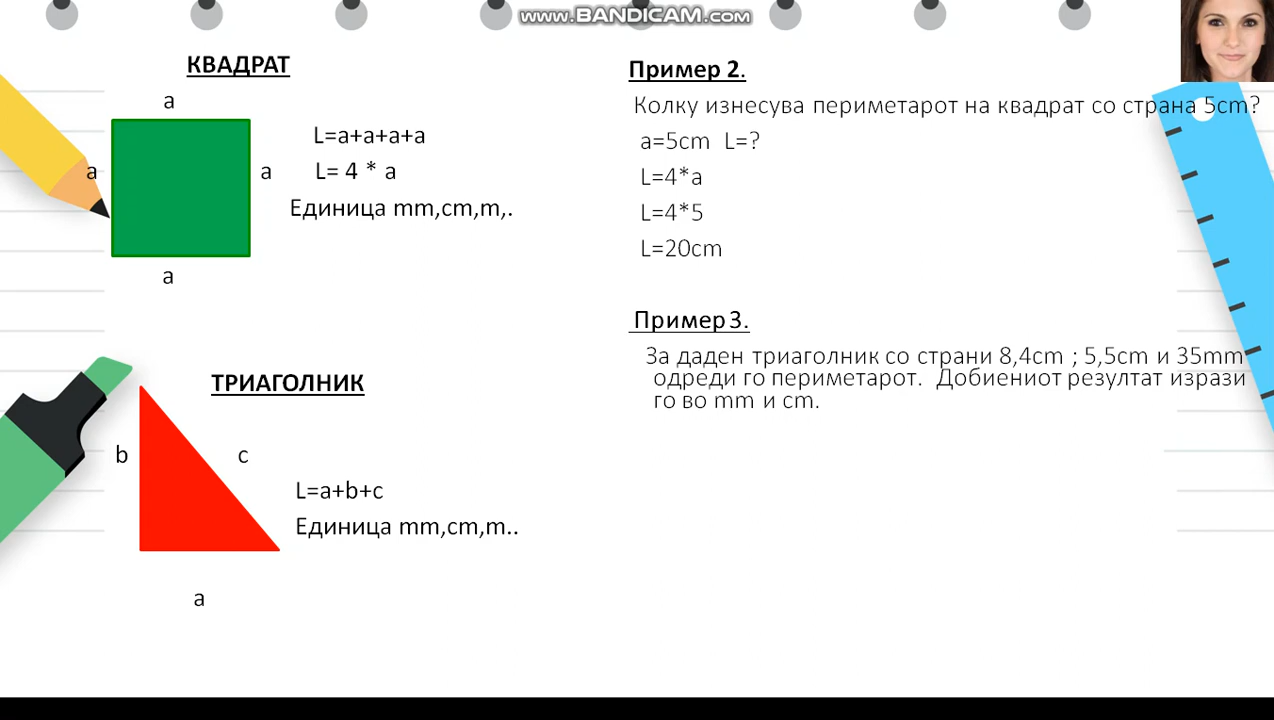 www.BANDICAM.com
КВАДРАТ
a
a
a
a
L=a+a+a+a
L= 4 * a
Единица mm,cm,m,.
ТРИАГОЛНИК
b
c
L=a+b+c
Единица mm,cm,m..
a
Пример 2.
Колку изнесува периметарот на квадрат со страна 5cm?
a=5cm L=?
L=4*a
L=4*5
L=20cm
Пример 3.
За даден триаголник со страни 8,4cm ; 5,5cm и 35mm
одреди го периметарот. Добиениот резултат изрази
го во mm и cm.